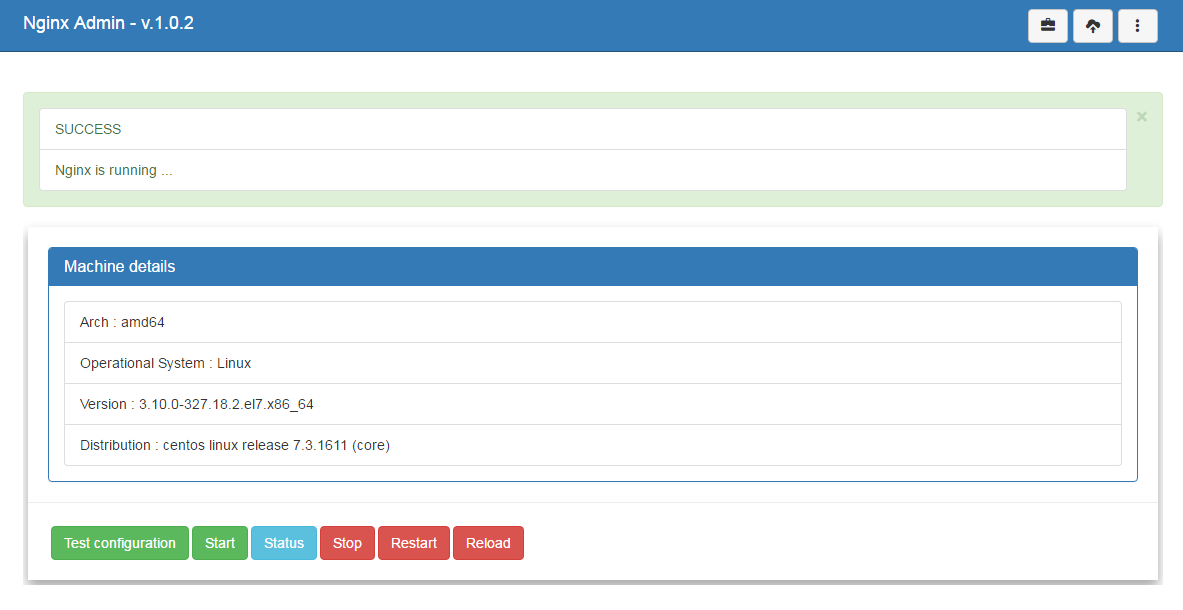 Nginx Admin - v.1.0.2
SUCCESS
×
Nginx is running ...
Machine details
Arch : amd64
Operational System : Linux
Version : 3.10.0-327.18.2.el7.x86_64
Distribution : centos linux release 7.3.1611 (core)
Test configuration Start Status Stop Restart Reload